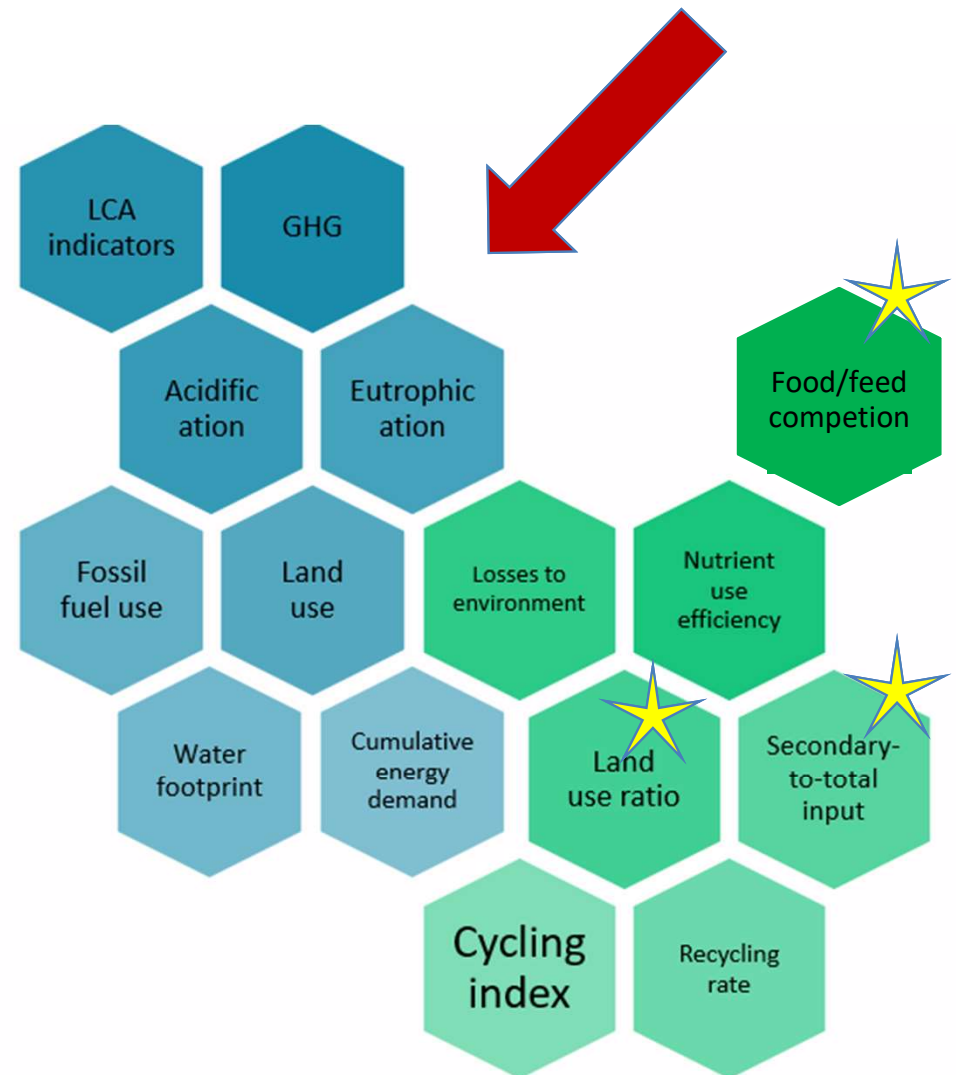 LCA
indicators
GHG
Acidific
ation
Eutrophic
ation
Food/feed
competion
Fossil
fuel use
Land
use
Losses to
environment
Nutrient
use
efficiency
Water
footprint
Cumulative
energy
demand
Land
use ratio
Secondary-
to-total
input
Cycling
index
Recycling
rate